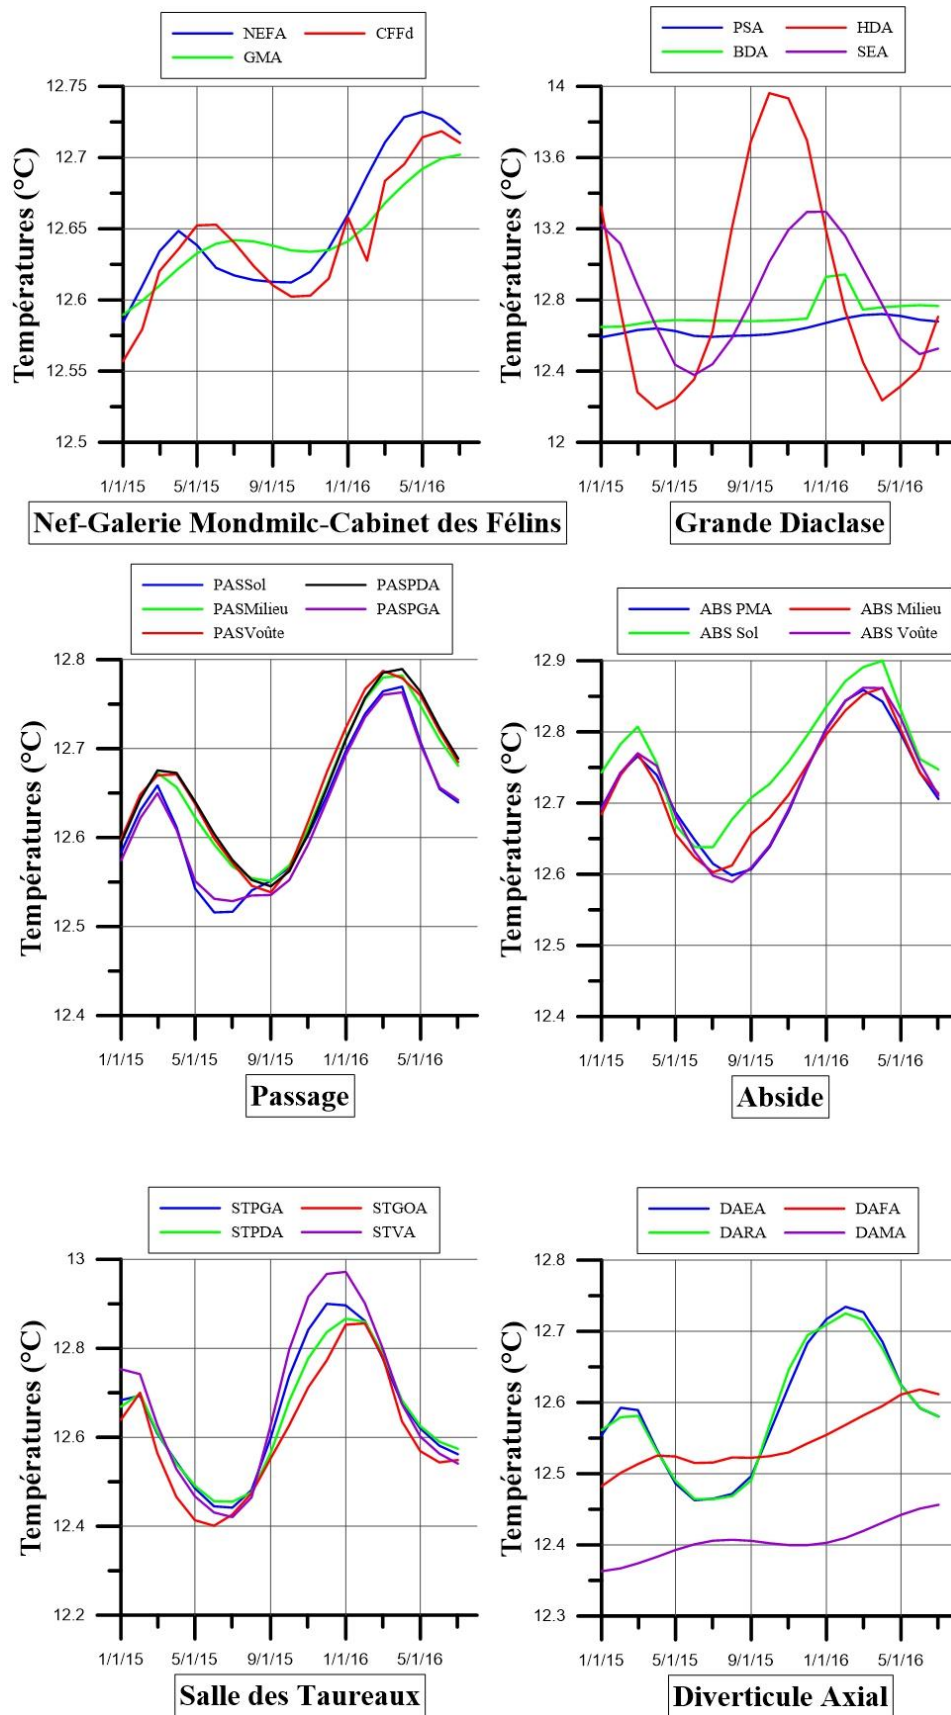 NEFA CFFd
GMA
12.75
12.7
12.65
12.6
12.55
12.5
Températures (°C)
1/1/15 5/1/15 9/1/15 1/1/16 5/1/16
Nef-Galerie Mondmilc-Cabinet des Félins
PSA HDA
BDA SEA
14
13.6
13.2
12.8
12.4
12
Températures (°C)
1/1/15 5/1/15 9/1/15 1/1/16 5/1/16
Grande Diaclase
PASSol PASPDA
PASMilieu PASPGA
PASVoûte
12.8
12.7
12.6
12.5
12.4
Températures (°C)
1/1/15 5/1/15 9/1/15 1/1/16 5/1/16
Passage
ABS PMA ABS Milieu
ABS Sol ABS Voûte
12.9
12.8
12.7
12.6
12.5
12.4
Températures (°C)
1/1/15 5/1/15 9/1/15 1/1/16 5/1/16
Abside
STPGA STGOA
STPDA STVA
13
12.8
12.6
12.4
12.2
Températures (°C)
1/1/15 5/1/15 9/1/15 1/1/16 5/1/16
Salle des Taureaux
DAEA DAFA
DARA DAMA
12.8
12.7
12.6
12.5
12.4
12.3
Températures (°C)
1/1/15 5/1/15 9/1/15 1/1/16 5/1/16
Diverticule Axial